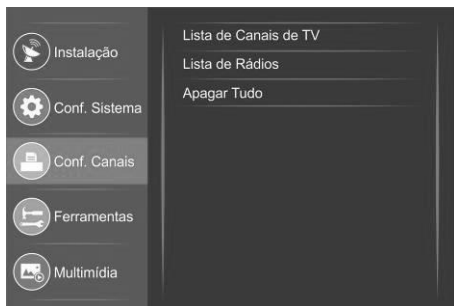 Instalação
Conf. Sistema
Conf. Canais
Ferramentas
Multimídia
Lista de Canais de TV
Lista de Rádios
Apagar Tudo